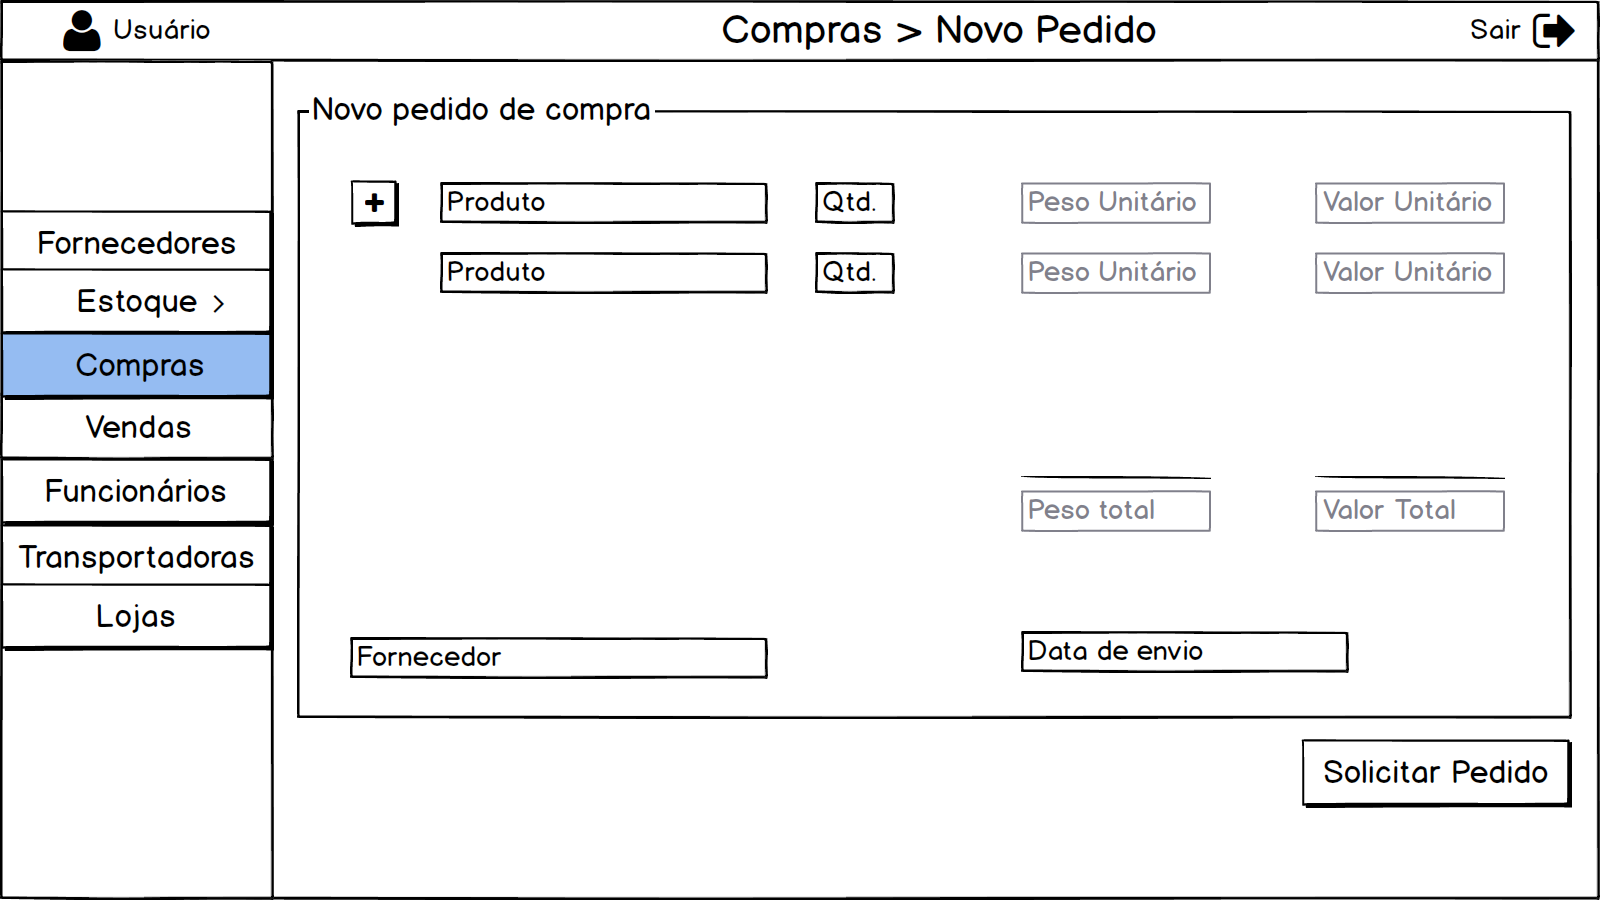 Usuário
Compras > Novo Pedido
Sair
Fornecedores
Estoque >
Compras
Vendas
Funcionários
Transportadoras
Lojas
Novo pedido de compra
+ Produto Qtd. Peso Unitário Valor Unitário
Produto Qtd. Peso Unitário Valor Unitário
Peso total Valor Total
Fornecedor Data de envio
Solicitar Pedido